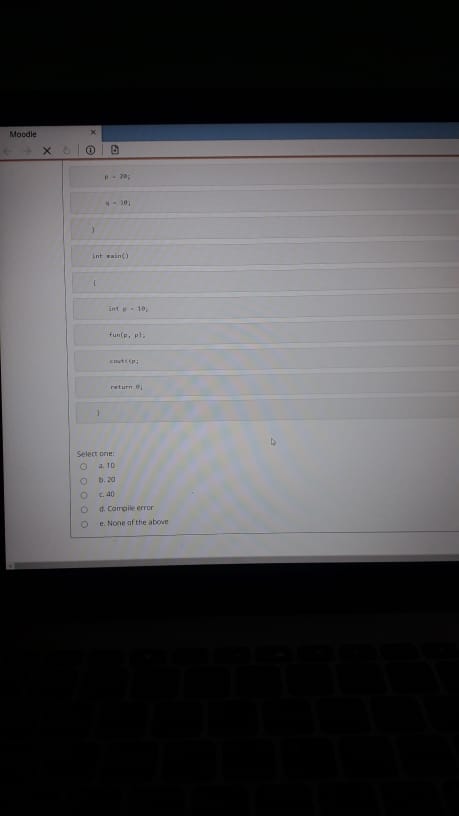 Moodle
p = 20;
q = 10;
}
int main()
{
int p = 10;
fun(p, p);
cout<<p;
return 0;
}
Select one:
a. 10
b. 20
c. 40
d. Compile error
e. None of the above